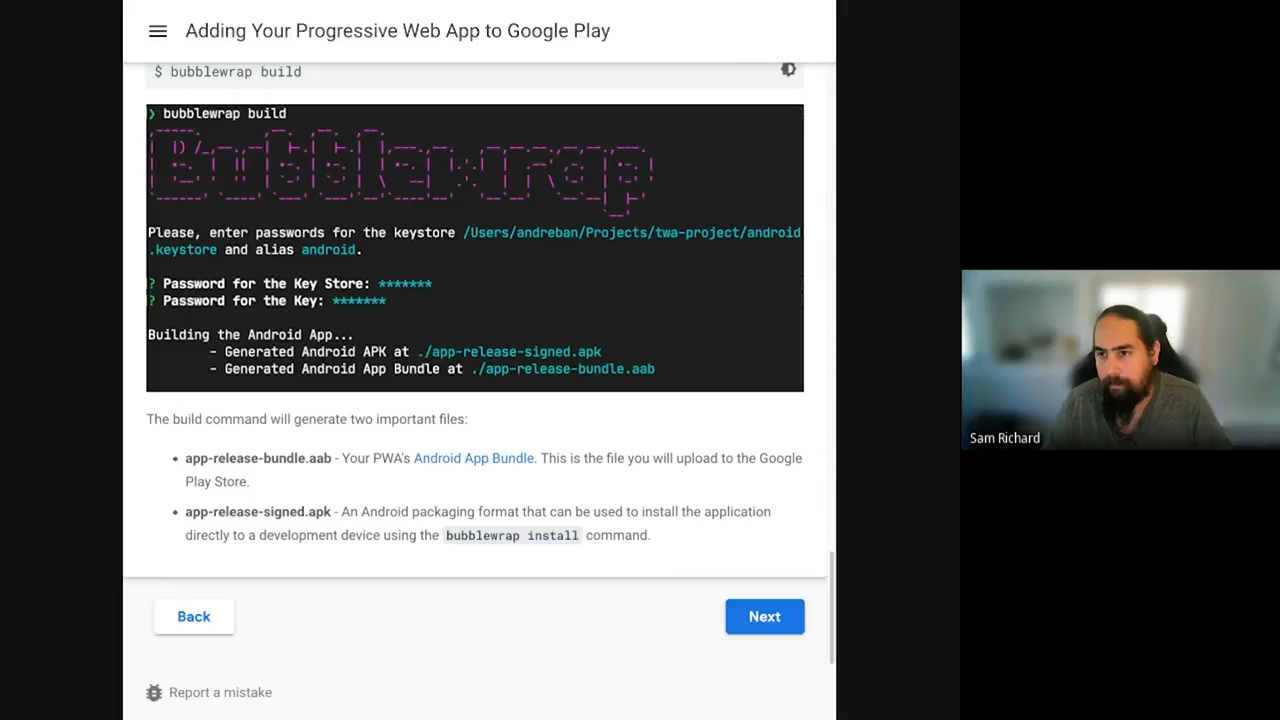 Adding Your Progressive Web App to Google Play
$ bubblewrap build
❯ bubblewrap build
Bubblewrap
Please, enter passwords for the keystore /Users/andreban/Projects/twa-project/android
.keystore and alias android.
? Password for the Key Store: *******
? Password for the Key: *******
Building the Android App...
- Generated Android APK at ./app-release-signed.apk
- Generated Android App Bundle at ./app-release-bundle.aab
The build command will generate two important files:
• app-release-bundle.aab - Your PWA's Android App Bundle. This is the file you will upload to the Google
Play Store.
• app-release-signed.apk - An Android packaging format that can be used to install the application
directly to a development device using the bubblewrap install command.
Back
Next
Report a mistake
Sam Richard